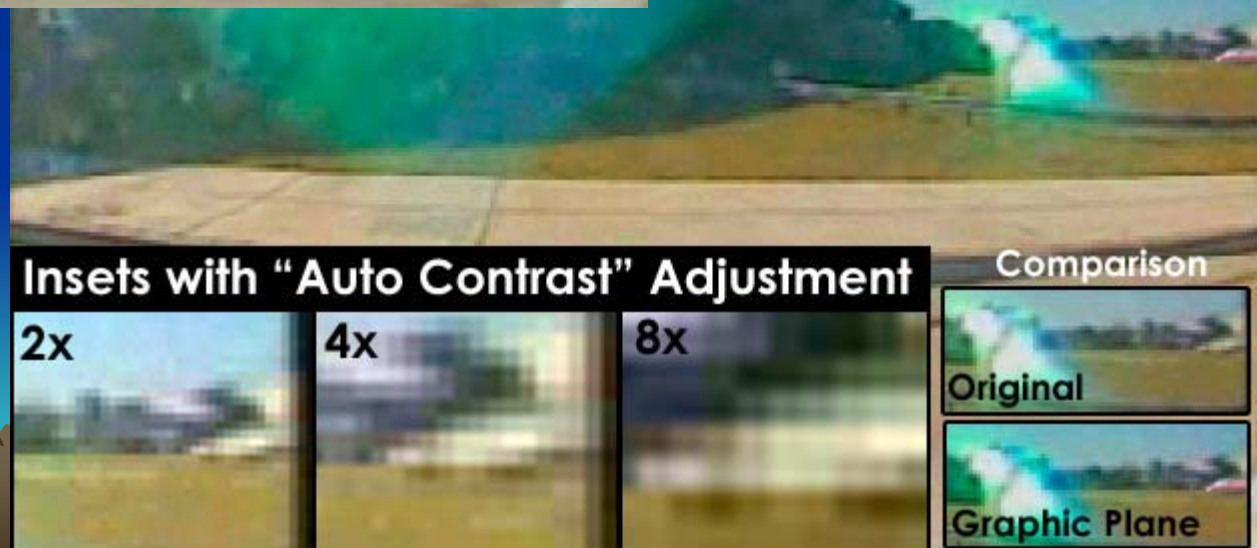 Insets with “Auto Contrast” Adjustment
Comparison
2x
4x
8x
Original
Graphic Plane